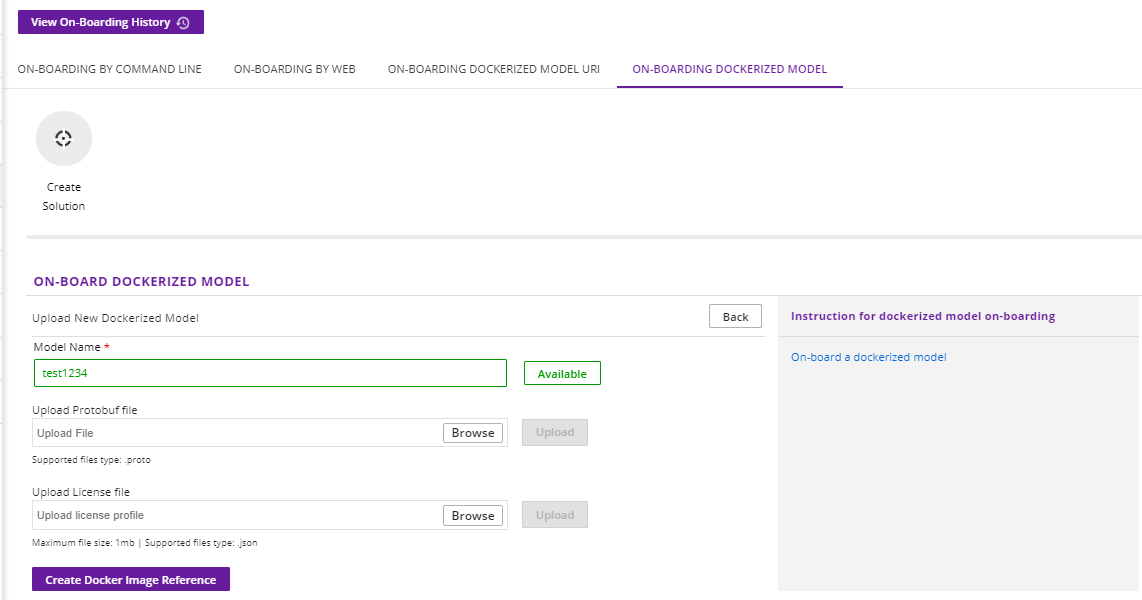 View On-Boarding History
ON-BOARDING BY COMMAND LINE
ON-BOARDING BY WEB
ON-BOARDING DOCKERIZED MODEL URI
ON-BOARDING DOCKERIZED MODEL
Create
Solution
ON-BOARD DOCKERIZED MODEL
Upload New Dockerized Model
Back
Instruction for dockerized model on-boarding
On-board a dockerized model
Model Name *
test1234
Available
Upload Protobuf file
Upload File
Browse
Upload
Supported files type: .proto
Upload License file
Upload license profile
Browse
Upload
Maximum file size: 1mb | Supported files type: .json
Create Docker Image Reference